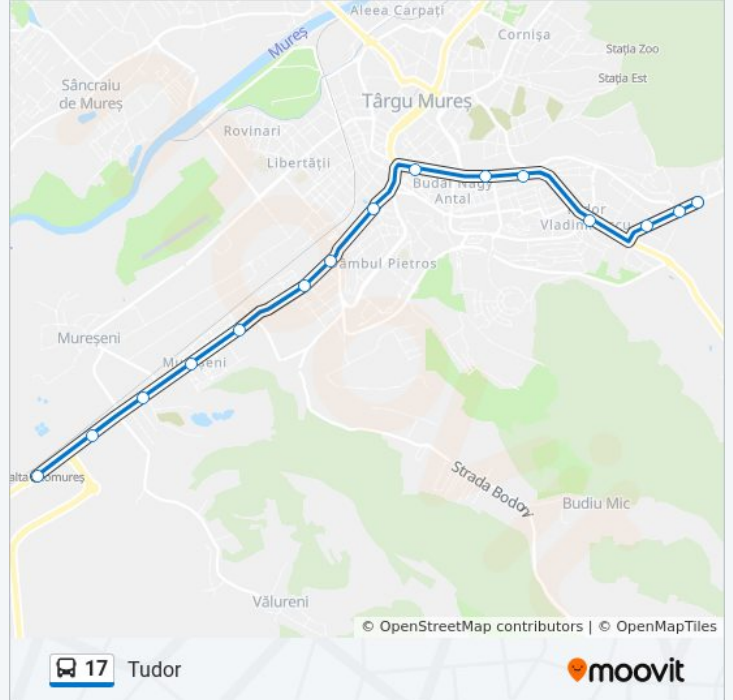 Aleea Carpați
Cornișa
Mureș
Stația Zoo
Stația Est
Sâncraiu
de Mureș
Târgu Mureș
Rovinari
Libertății
Budai Nagy
Antal
Tudor
Vladimirescu
Dâmbul Pietros
Mureșeni
Mureșeni
Strada Bodon
Budiu Mic
Vălureni
© OpenStreetMap contributors | © OpenMapTiles
17 Tudor
moovit